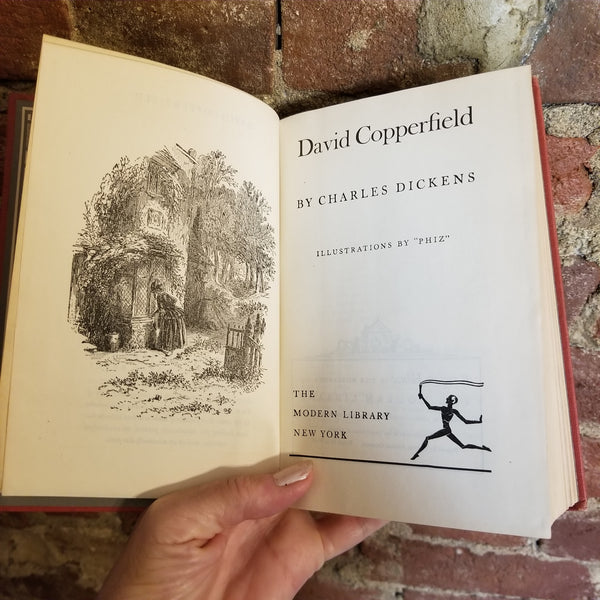 David Copperfield
BY CHARLES DICKENS
ILLUSTRATIONS BY "PHIZ"
THE
MODERN LIBRARY
NEW YORK